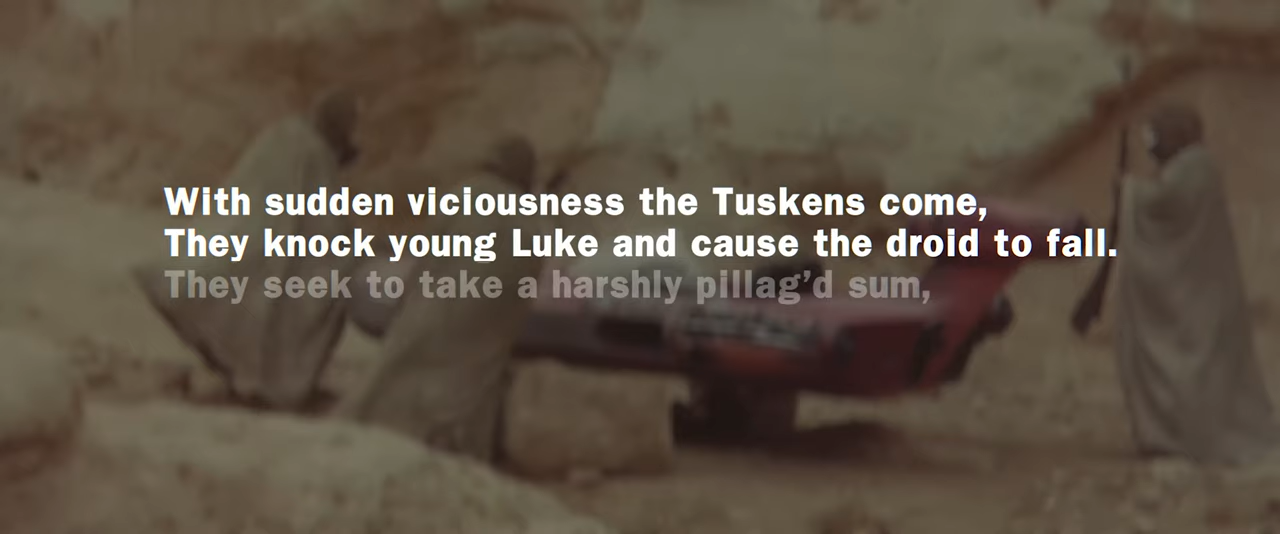 With sudden viciousness the Tuskens come,
They knock young Luke and cause the droid to fall.
They seek to take a harshly pillag’d sum,